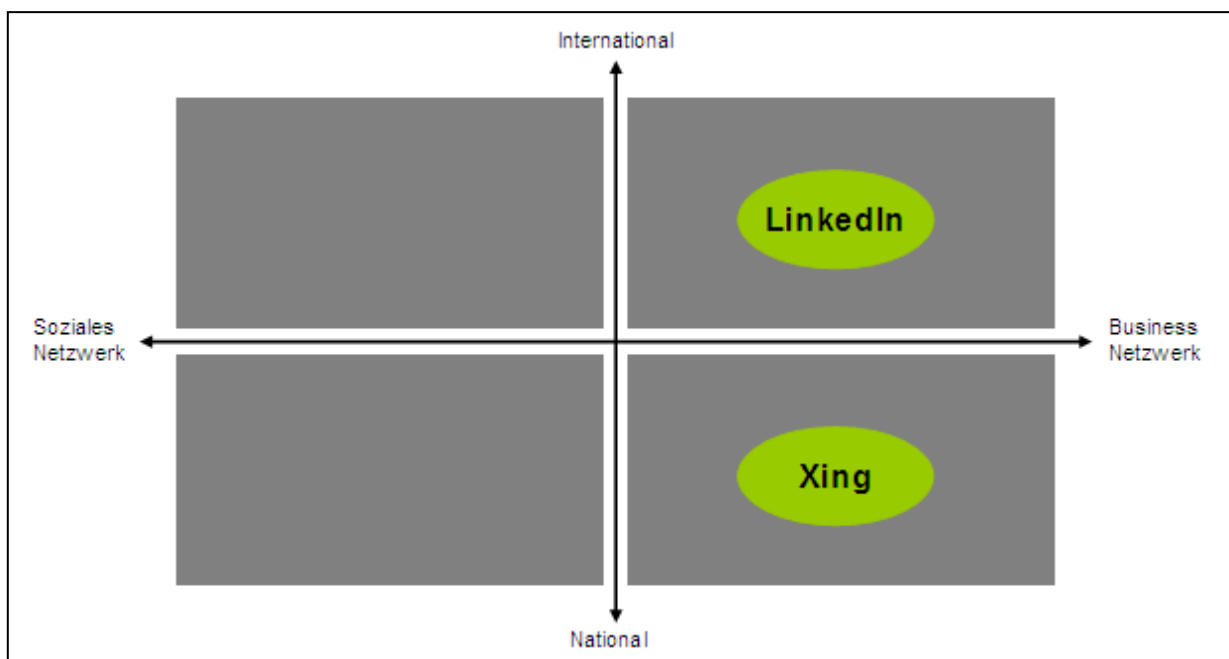 International
LinkedIn
Soziales
Netzwerk
Business
Netzwerk
Xing
National